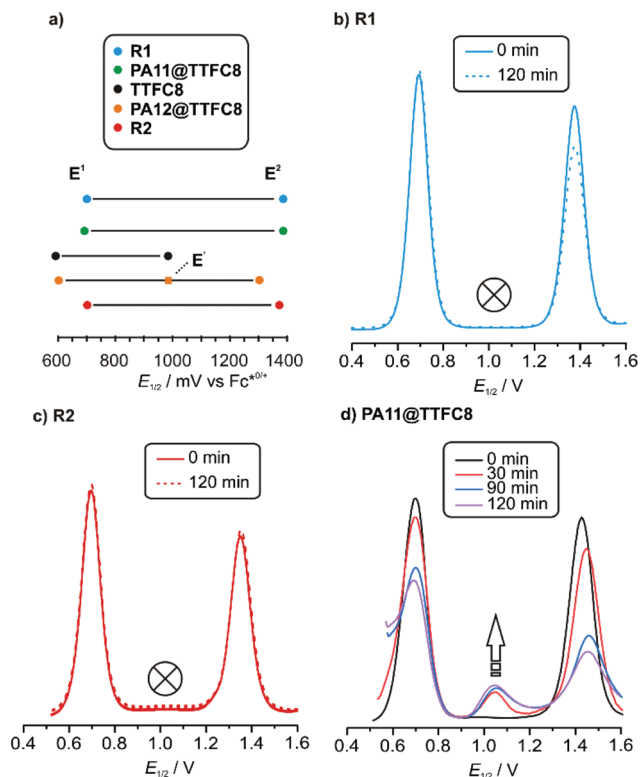 a)
R1
PA11@TTFC8
TTFC8
PA12@TTFC8
R2
E¹ E²
E'
600 800 1000 1200 1400
E1/2 / mV vs Fc*0/+
b) R1
0 min
120 min
0.4 0.6 0.8 1.0 1.2 1.4 1.6
E1/2 / V
c) R2
0 min
120 min
0.4 0.6 0.8 1.0 1.2 1.4 1.6
E1/2 / V
d) PA11@TTFC8
0 min
30 min
90 min
120 min
0.4 0.6 0.8 1.0 1.2 1.4 1.6
E1/2 / V